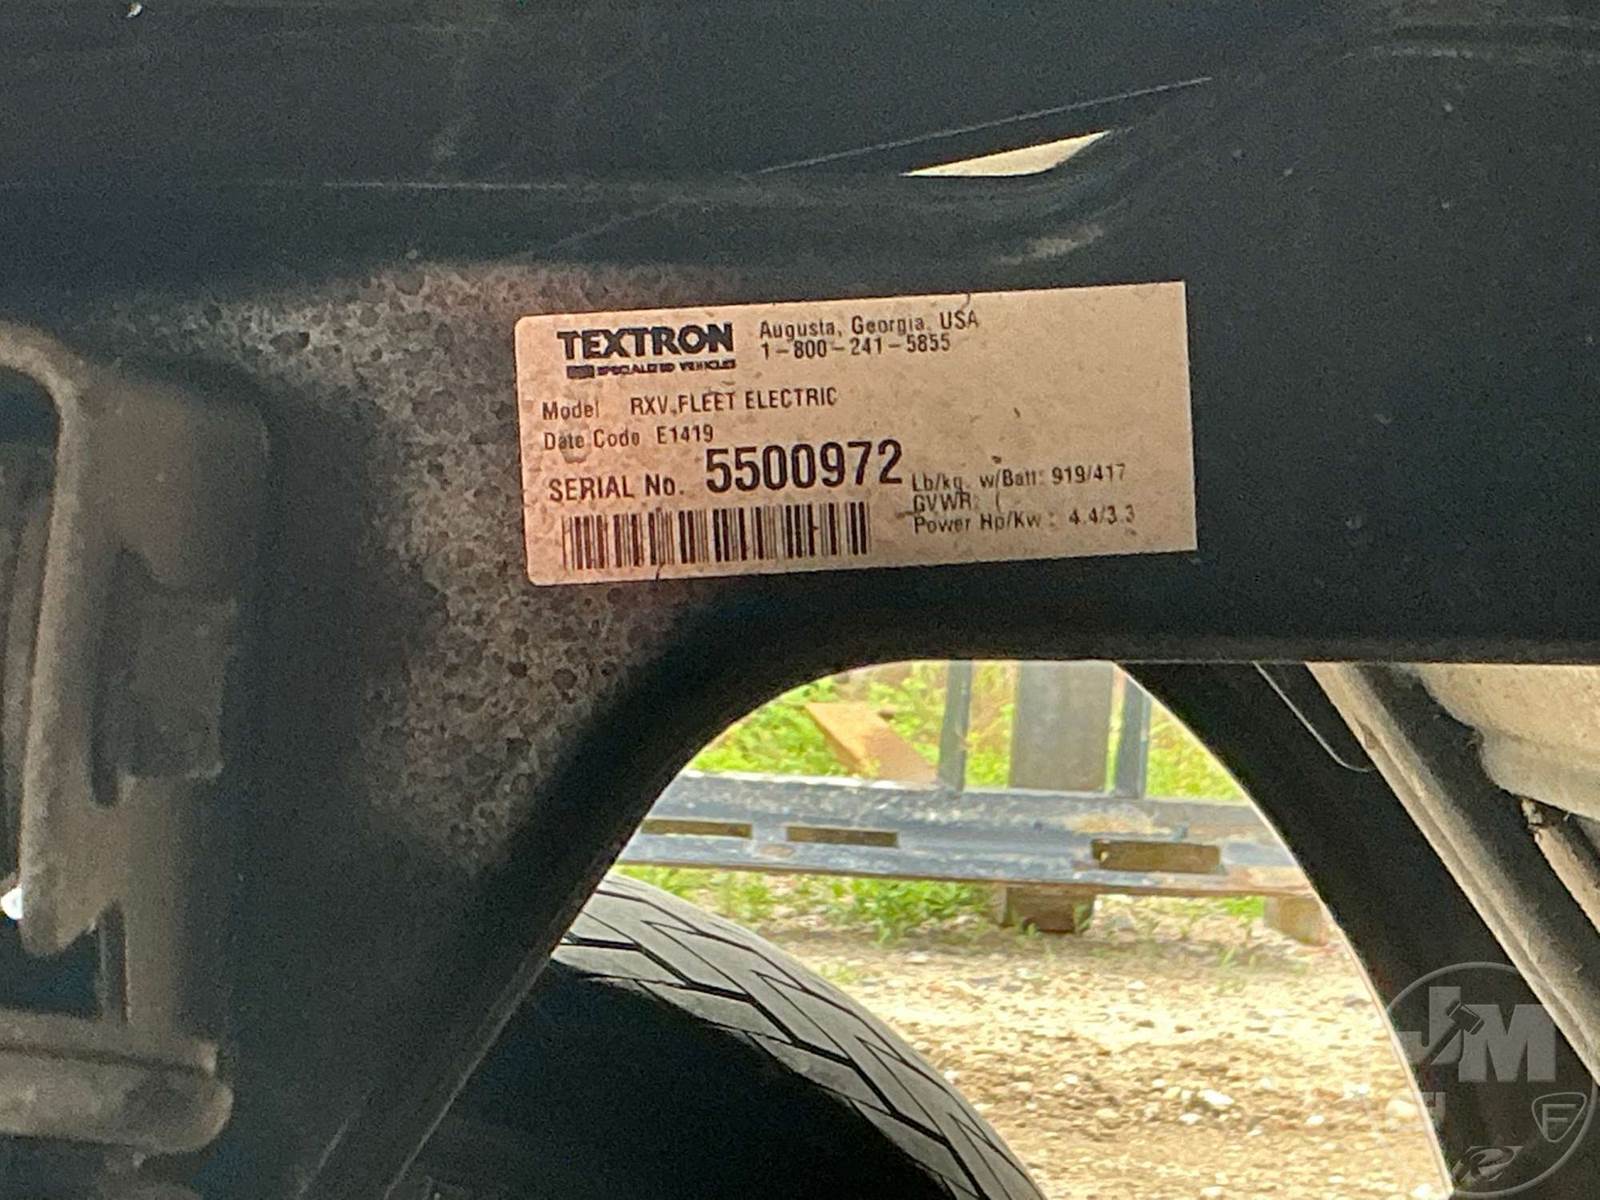 TEXTRON
SPECIALIZED VEHICLES
Augusta, Georgia, USA
1-800-241-5855
Model RXV FLEET ELECTRIC
Date Code E1419
SERIAL No. 5500972
Lb/kg. w/Batt: 919/417
GVWR: (
Power Hp/Kw : 4.4/3.3
JM
F